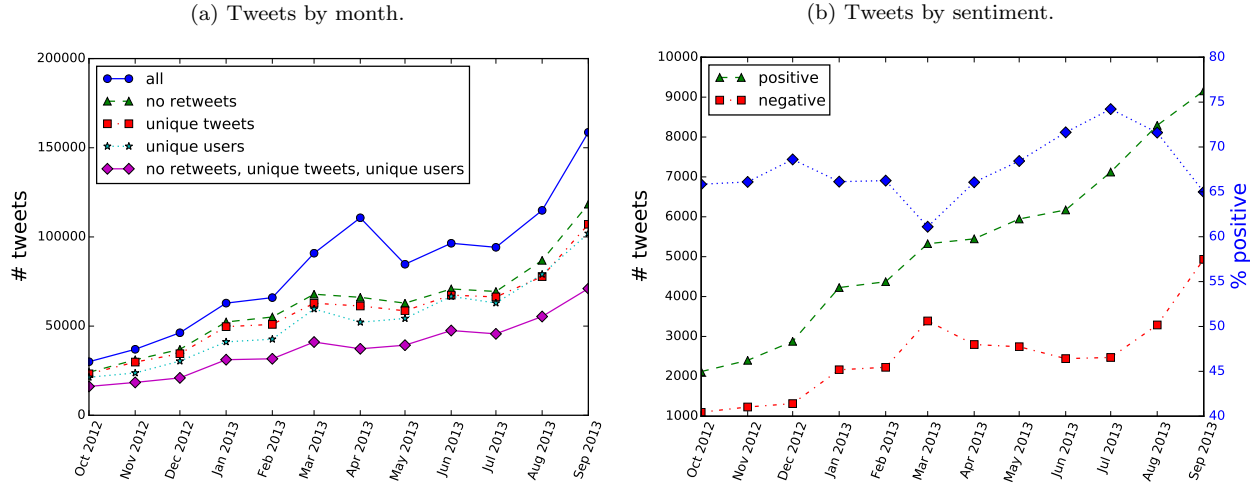 (a) Tweets by month.
200000
150000
100000
50000
0
# tweets
all
no retweets
unique tweets
unique users
no retweets, unique tweets, unique users
Oct 2012
Nov 2012
Dec 2012
Jan 2013
Feb 2013
Mar 2013
Apr 2013
May 2013
Jun 2013
Jul 2013
Aug 2013
Sep 2013
(b) Tweets by sentiment.
10000
9000
8000
7000
6000
5000
4000
3000
2000
1000
# tweets
positive
negative
80
75
70
65
60
55
50
45
40
% positive
Oct 2012
Nov 2012
Dec 2012
Jan 2013
Feb 2013
Mar 2013
Apr 2013
May 2013
Jun 2013
Jul 2013
Aug 2013
Sep 2013